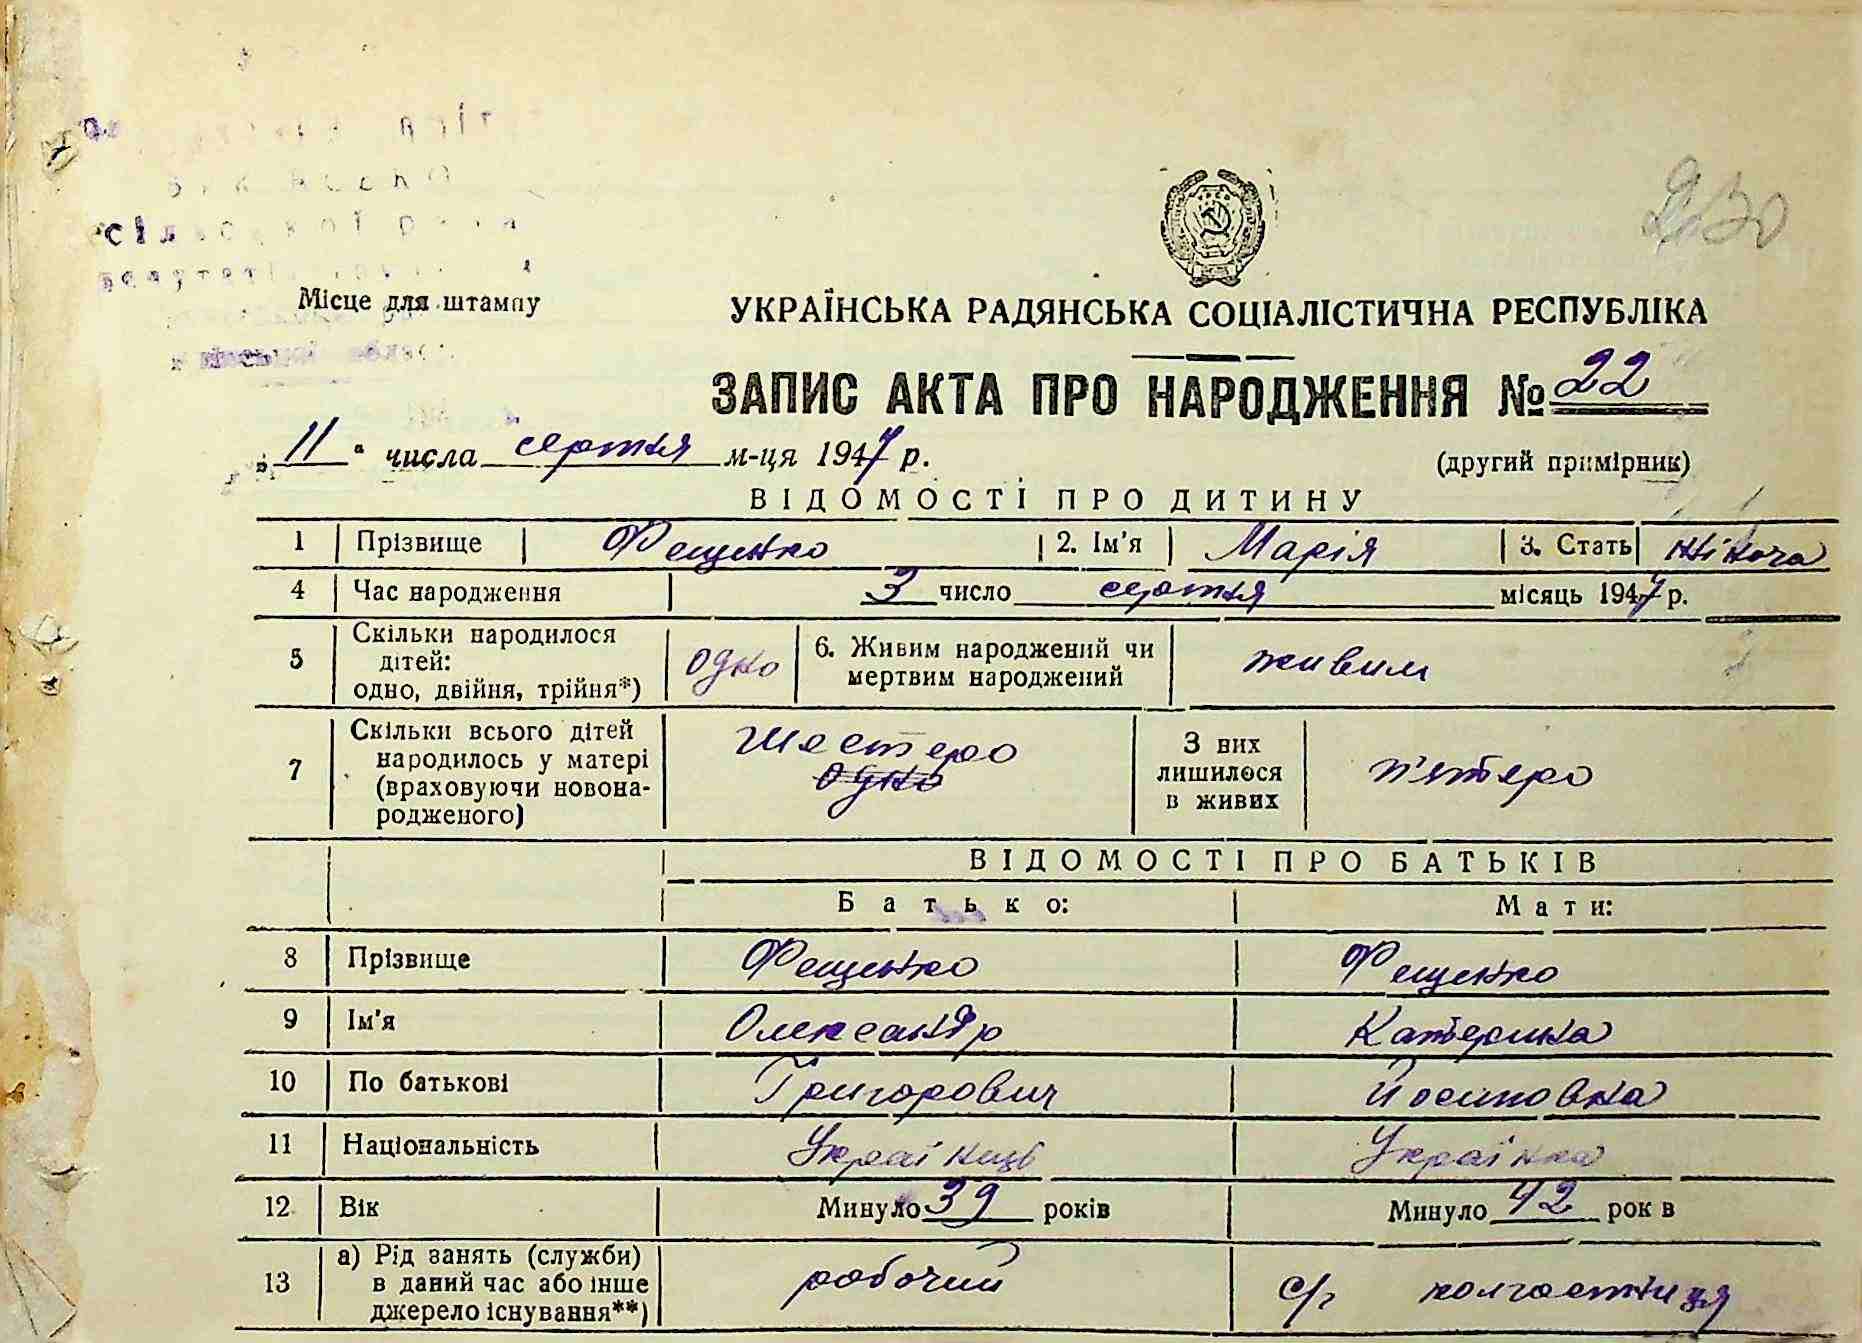 230
Місце для штампу
УКРАЇНСЬКА РАДЯНСЬКА СОЦІАЛІСТИЧНА РЕСПУБЛІКА
ЗАПИС АКТА ПРО НАРОДЖЕННЯ № 22
„11“ числа серпня м-ця 1947 р.
(другий примірник)
ВІДОМОСТІ ПРО ДИТИНУ
1 Прізвище Фещенко 2. Ім'я Марія 3. Стать жіноча
4 Час народження 3 число серпня місяць 1947 р.
5 Скільки народилося дітей: одно, двійня, трійня*) одно 6. Живим народжений чи мертвим народжений живим
7 Скільки всього дітей народилось у матері (враховуючи новонародженого) шестеро одно З них лишилося в живих п'ятеро
ВІДОМОСТІ ПРО БАТЬКІВ
Батько: Мати:
8 Прізвище Фещенко Фещенко
9 Ім'я Олександр Катерина
10 По батькові Григорович Йосиповна
11 Національність Українець Українка
12 Вік Минуло 39 років Минуло 42 рок в
13 а) Рід занять (служби) в даний час або інше джерело існування**) робочий с/г колгоспниця